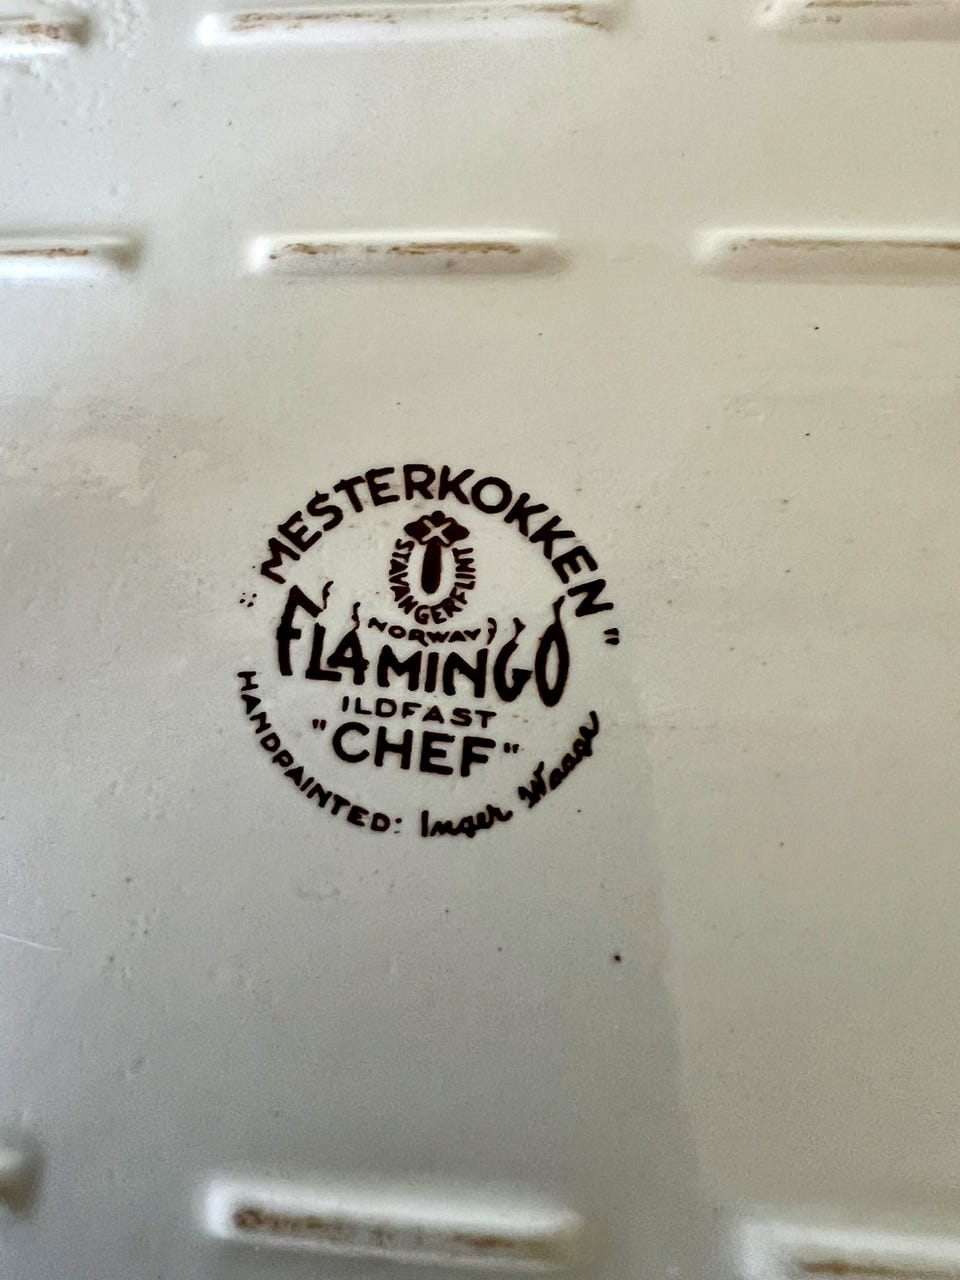 "MESTERKOKKEN"
STAVANGERFLINT
NORWAY
FLAMINGO
ILDFAST
"CHEF"
HANDPAINTED: Inger Waage